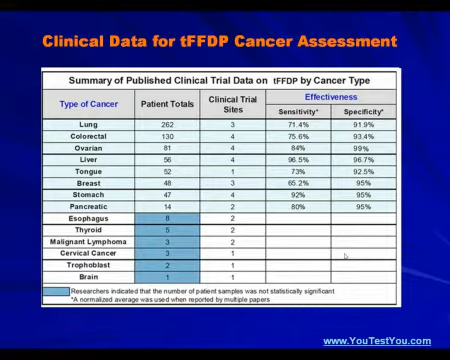 Clinical Data for tFFDP Cancer Assessment
Summary of Published Clinical Trial Data on tFFDP by Cancer Type
Type of Cancer Patient Totals Clinical Trial Sites Effectiveness
Sensitivity* Specificity*
Lung 262 3 71.4% 91.9%
Colorectal 130 4 75.6% 93.4%
Ovarian 81 4 84% 99%
Liver 56 4 96.5% 96.7%
Tongue 52 1 73% 92.5%
Breast 48 3 65.2% 95%
Stomach 47 4 92% 95%
Pancreatic 14 2 80% 95%
Esophagus 8 2
Thyroid 5 2
Malignant Lymphoma 3 2
Cervical Cancer 3 1
Trophoblast 2 1
Brain 1 1
Researchers indicated that the number of patient samples was not statistically significant
*A normalized average was used when reported by multiple papers
www.YouTestYou.com